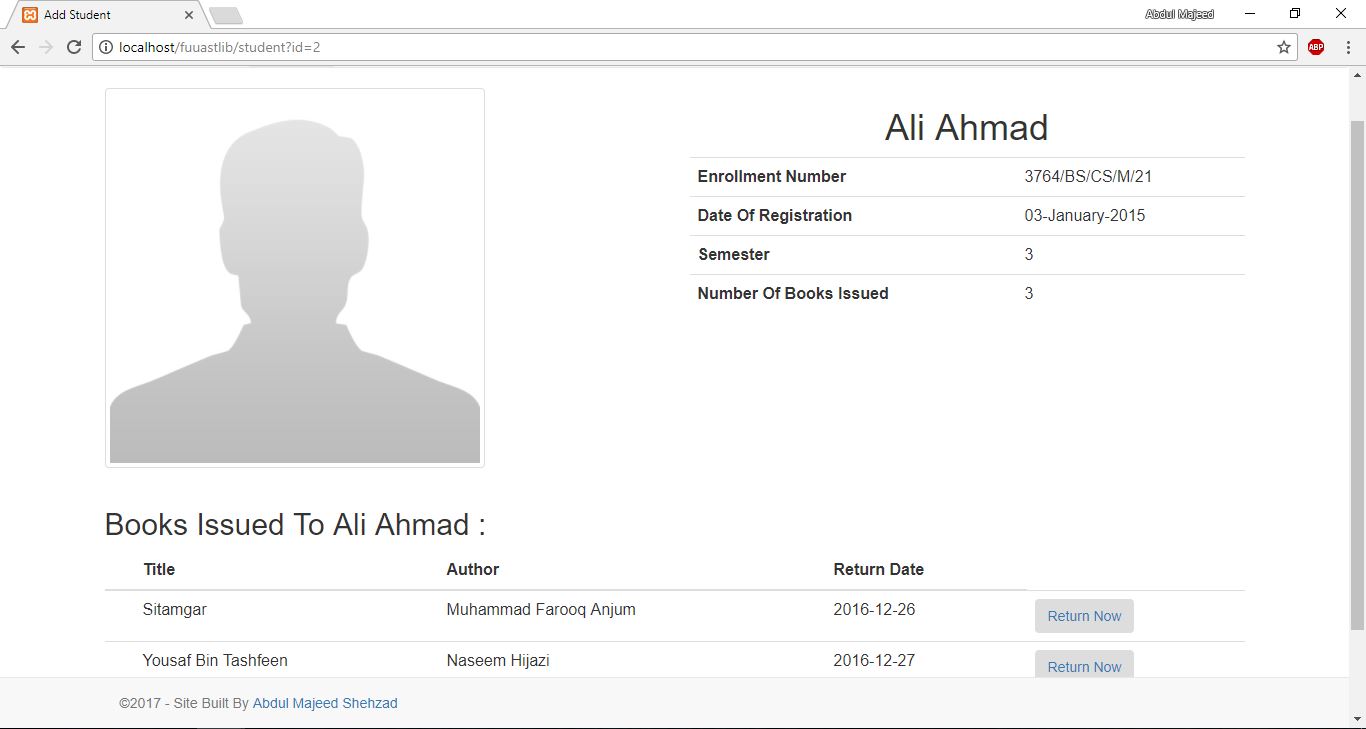 Add Student
Abdul Majeed
localhost/fuuastlib/student?id=2
ABP
Ali Ahmad
Enrollment Number 3764/BS/CS/M/21
Date Of Registration 03-January-2015
Semester 3
Number Of Books Issued 3
Books Issued To Ali Ahmad :
Title Author Return Date
Sitamgar Muhammad Farooq Anjum 2016-12-26 Return Now
Yousaf Bin Tashfeen Naseem Hijazi 2016-12-27 Return Now
©2017 - Site Built By Abdul Majeed Shehzad